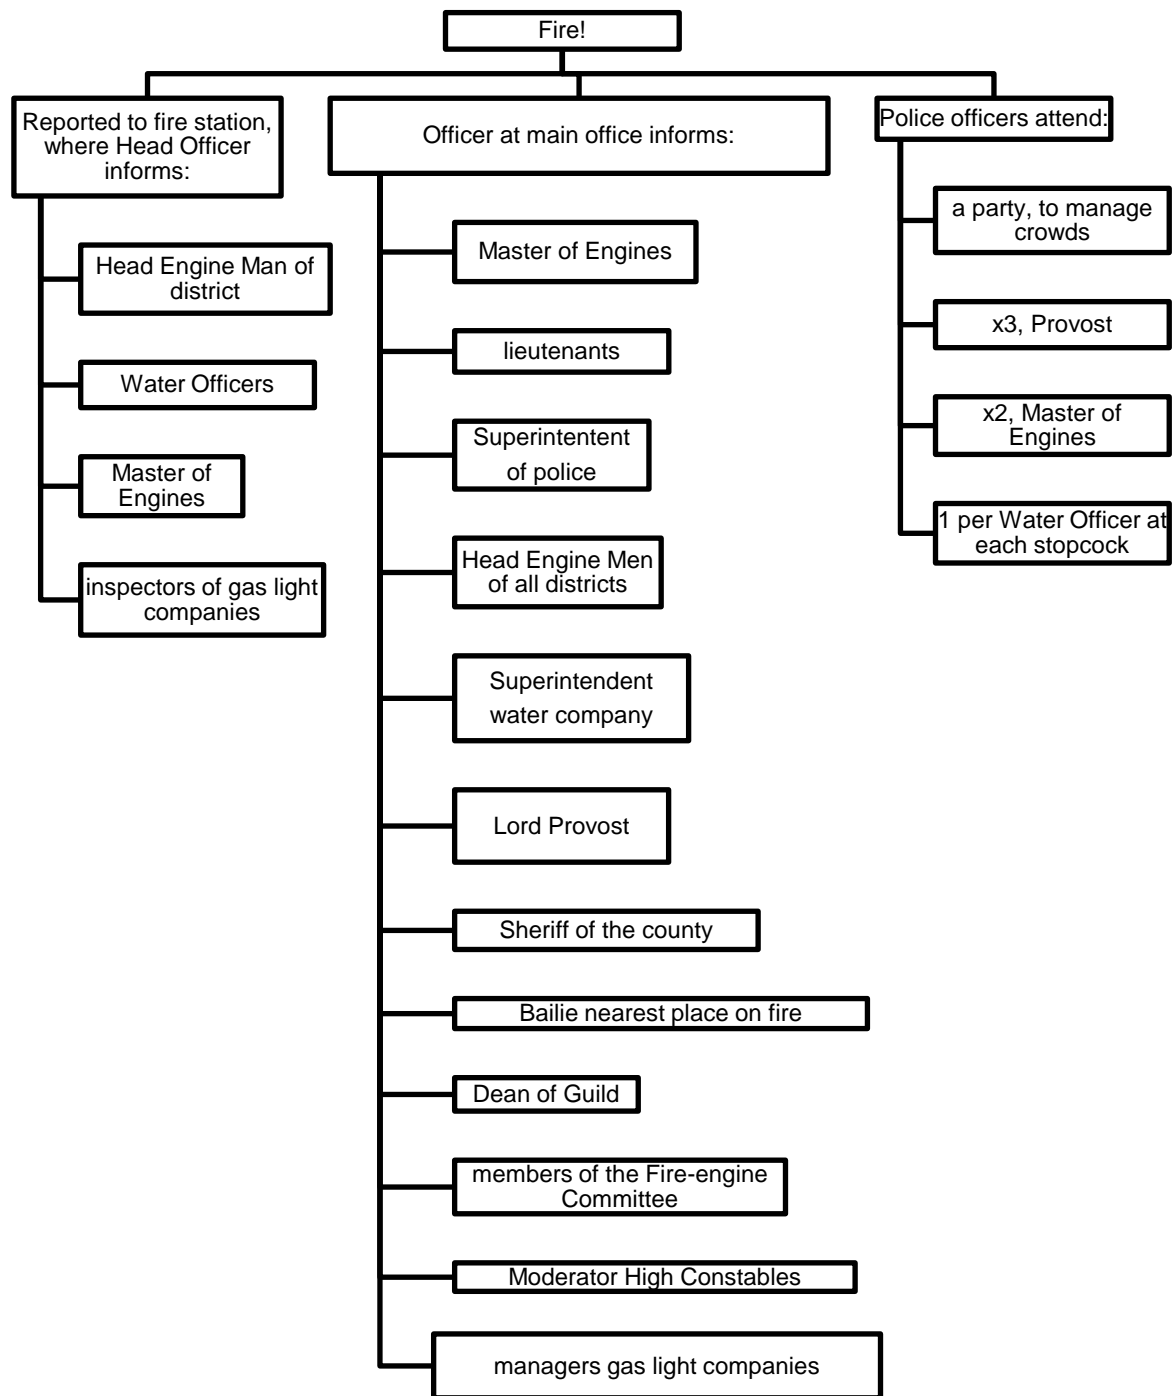 Fire!
Reported to fire station,
where Head Officer
informs:
Head Engine Man of
district
Water Officers
Master of
Engines
inspectors of gas light
companies
Officer at main office informs:
Master of Engines
lieutenants
Superintentent
of police
Head Engine Men
of all districts
Superintendent
water company
Lord Provost
Sheriff of the county
Bailie nearest place on fire
Dean of Guild
members of the Fire-engine
Committee
Moderator High Constables
managers gas light companies
Police officers attend:
a party, to manage
crowds
x3, Provost
x2, Master of
Engines
1 per Water Officer at
each stopcock